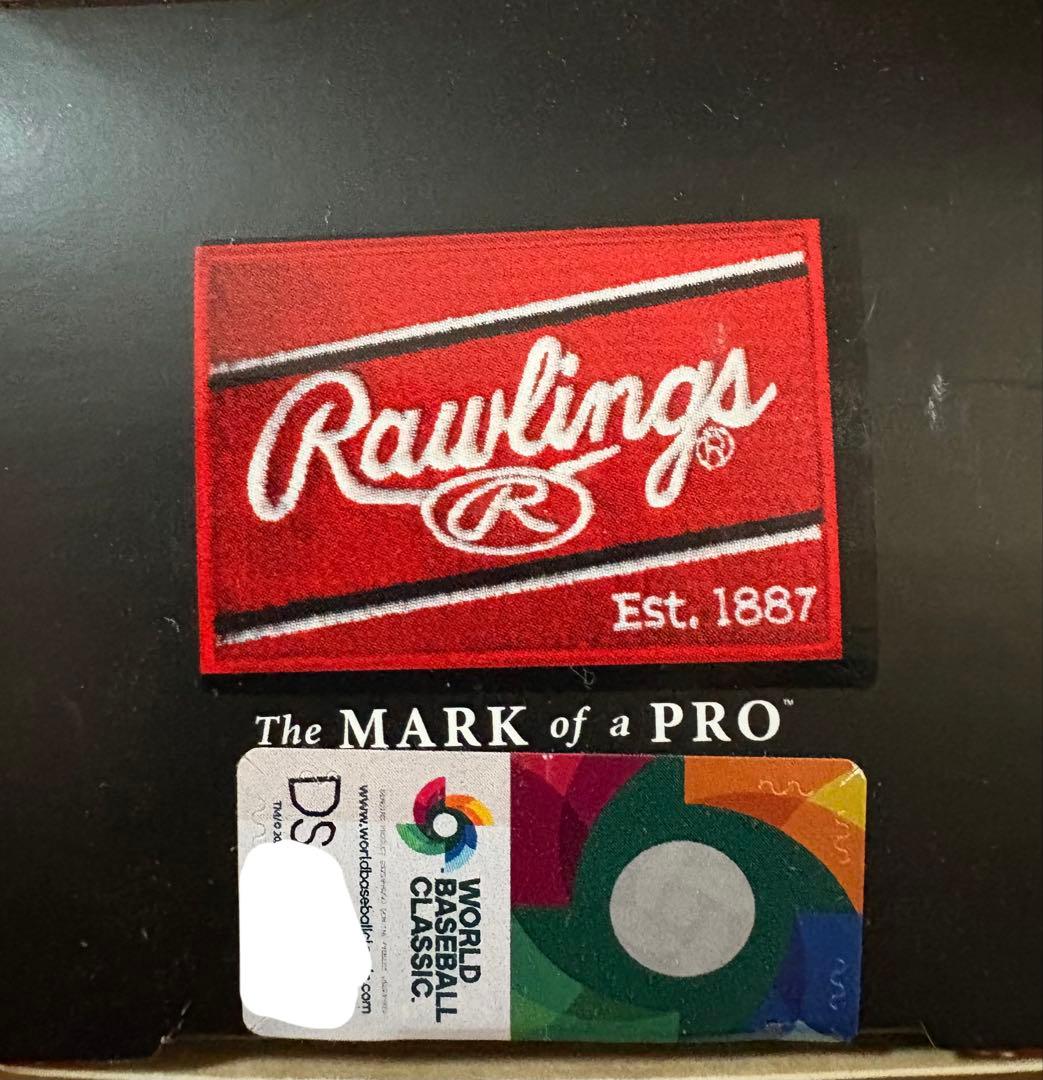 Rawlings®
R
Est. 1887
The MARK of a PRO™
WORLD
BASEBALL
CLASSIC.
DS